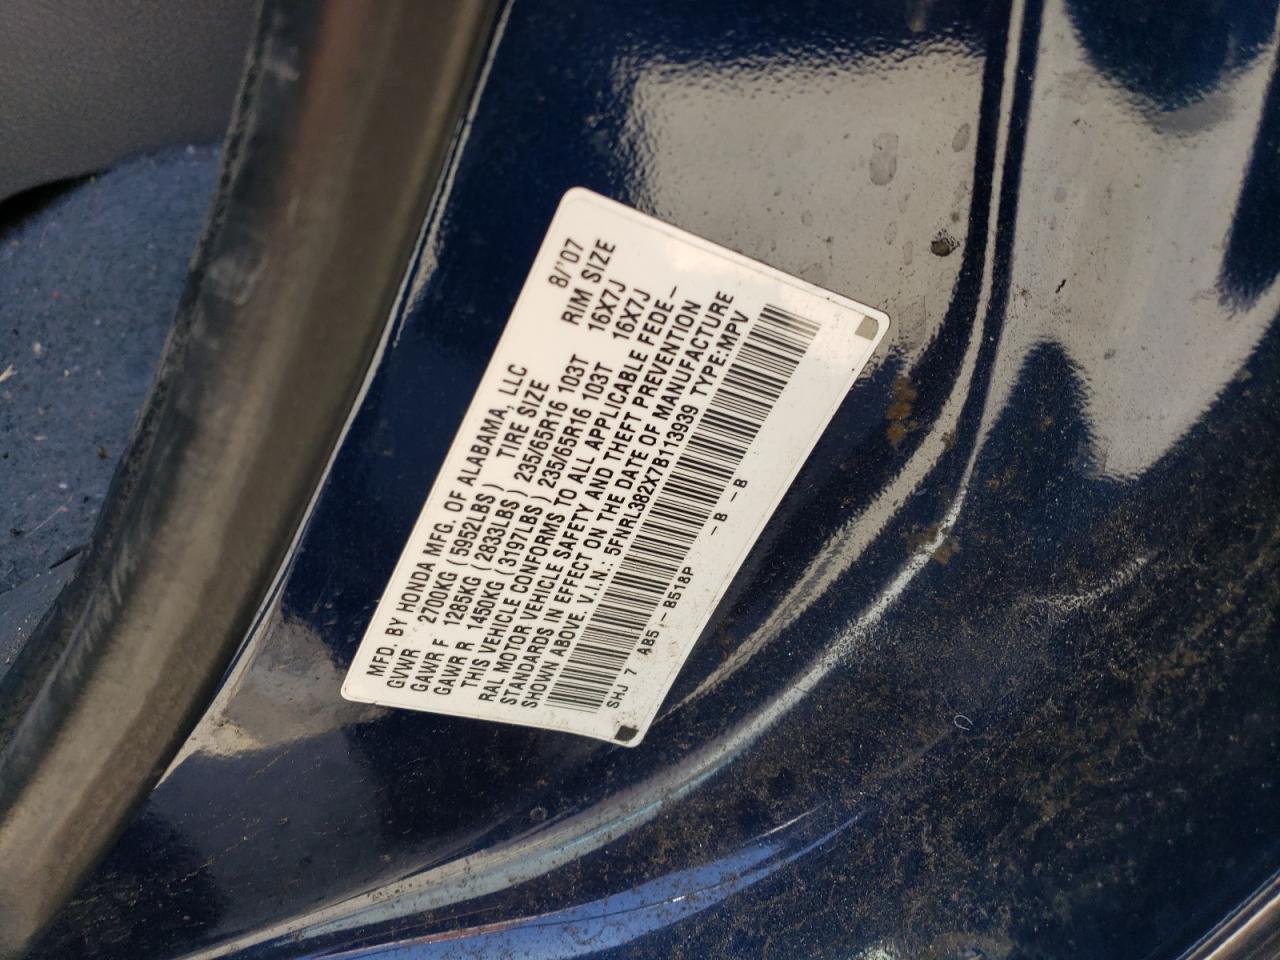 MFD. BY HONDA MFG. OF ALABAMA, LLC 8/'07
GVWR 2700KG (5952LBS) TIRE SIZE RIM SIZE
GAWR F 1285KG (2833LBS) 235/65R16 103T 16X7J
GAWR R 1450KG (3197LBS) 235/65R16 103T 16X7J
THIS VEHICLE CONFORMS TO ALL APPLICABLE FEDE-
RAL MOTOR VEHICLE SAFETY AND THEFT PREVENTION
STANDARDS IN EFFECT ON THE DATE OF MANUFACTURE
SHOWN ABOVE. V.I.N.: 5FNRL382X7B113939 TYPE:MPV
SHJ 7 AB5 - B518P - B - B